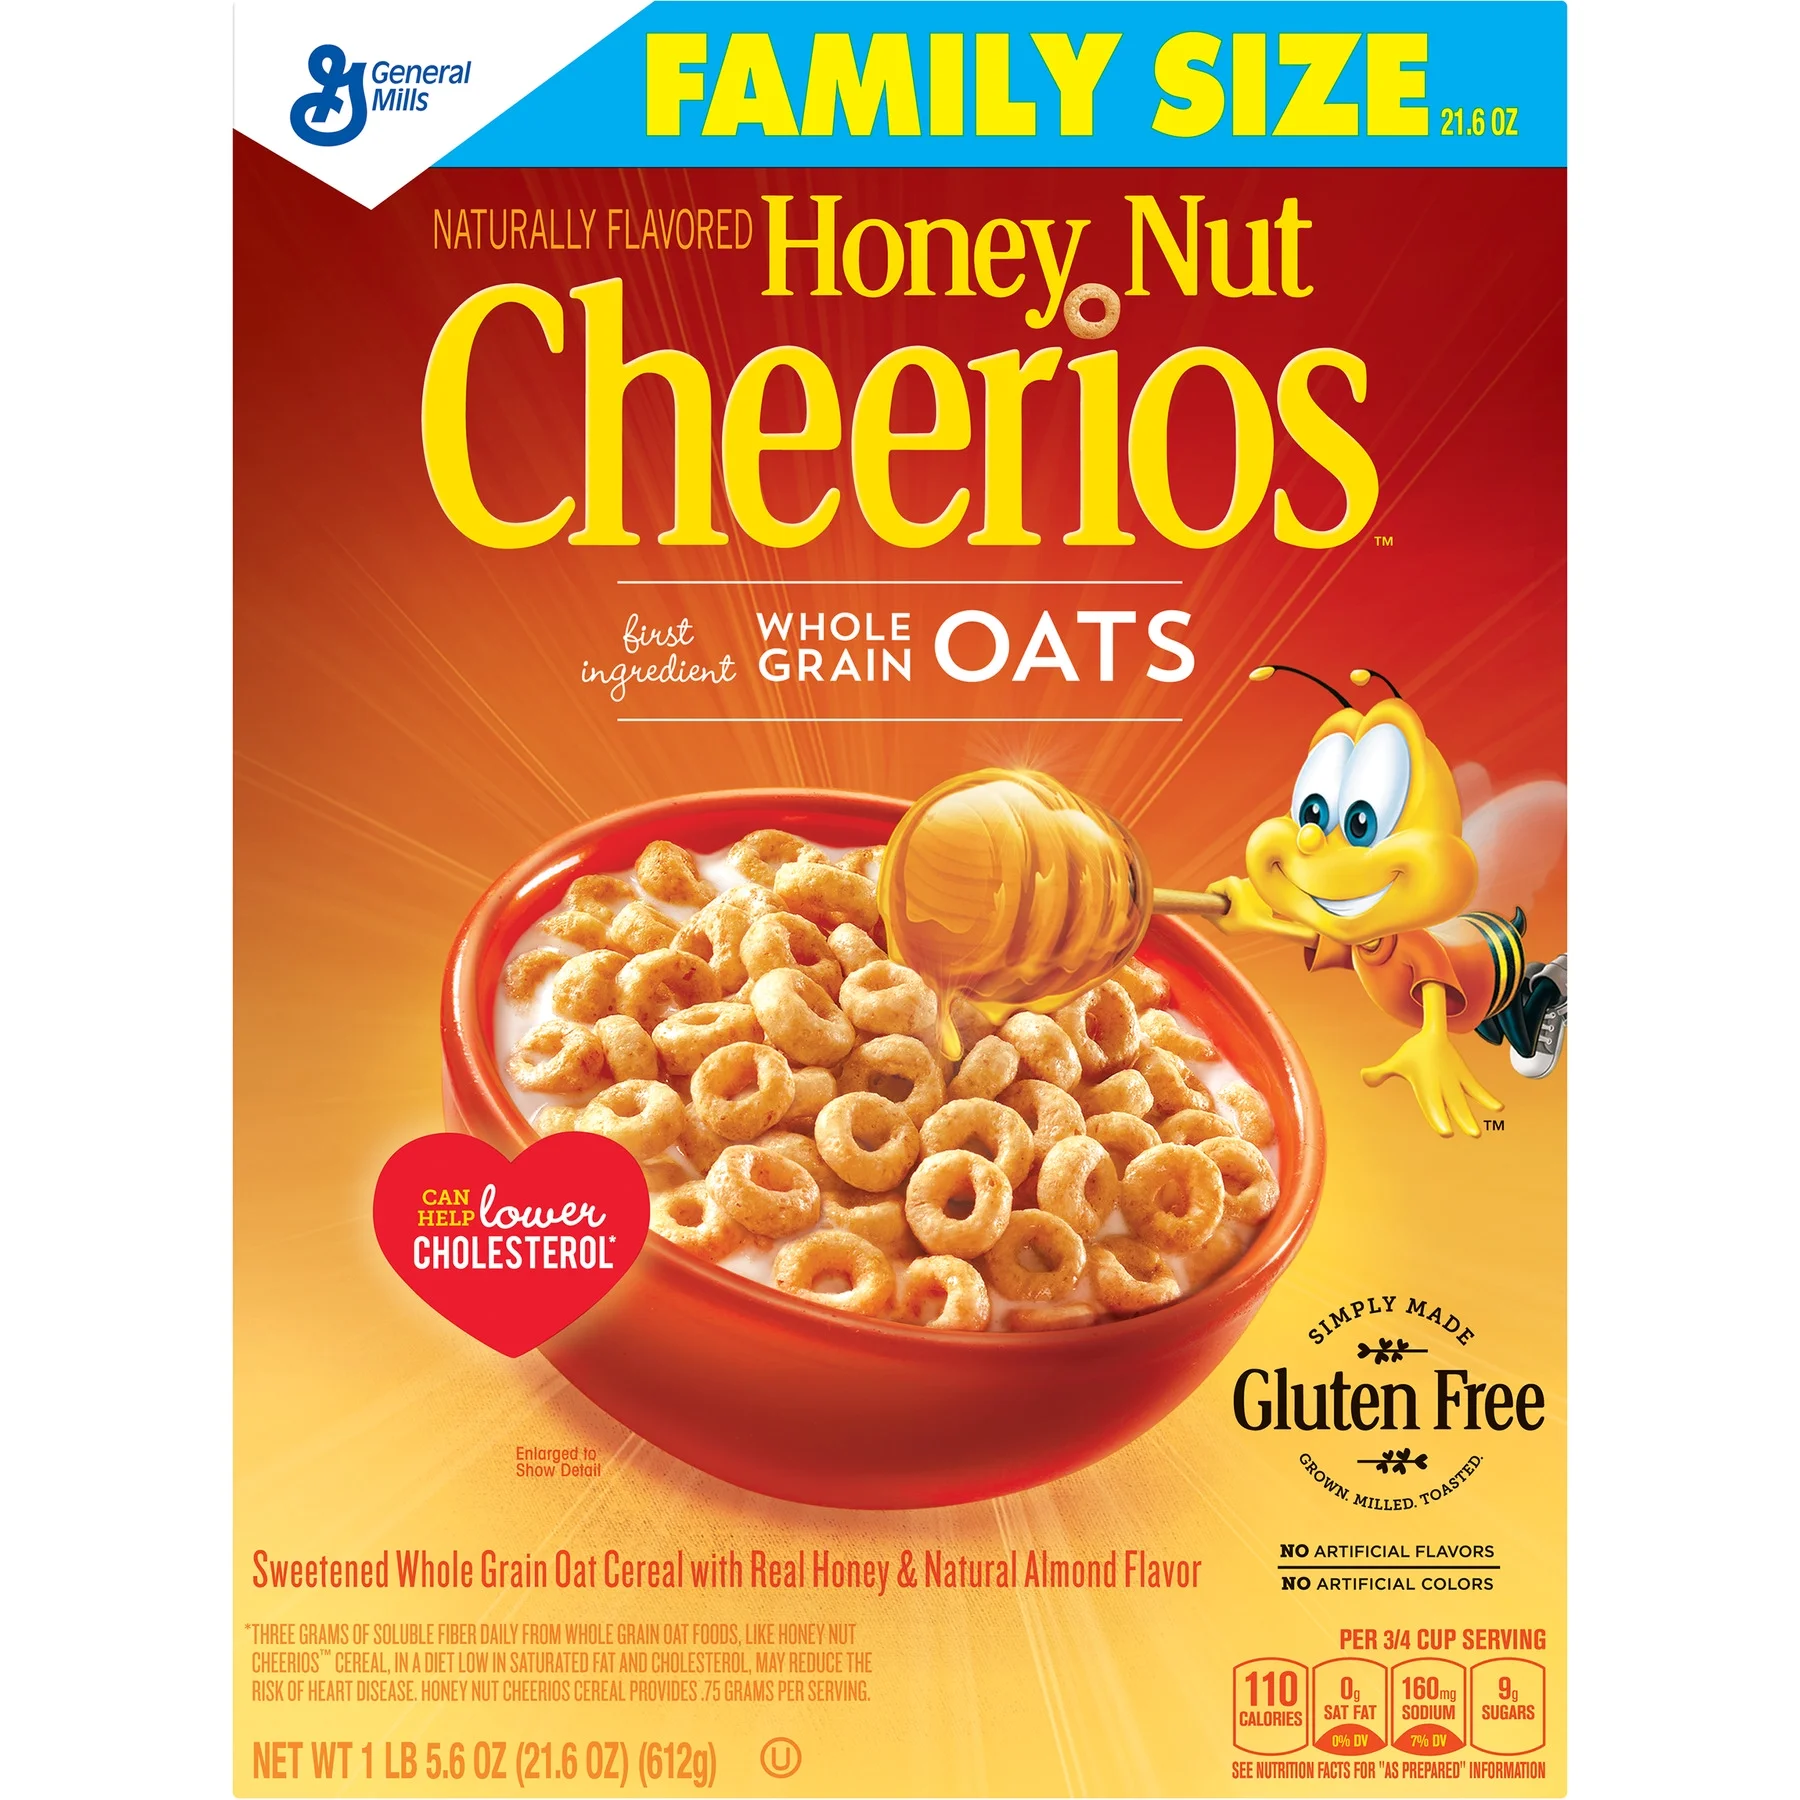 General
Mills
FAMILY SIZE 21.6 OZ
NATURALLY FLAVORED Honey Nut
Cheerios™
first
ingredient
WHOLE
GRAIN
OATS
™
CAN
HELP lower
CHOLESTEROL*
SIMPLY MADE
Gluten Free
GROWN. MILLED. TOASTED.
Enlarged to
Show Detail
NO ARTIFICIAL FLAVORS
NO ARTIFICIAL COLORS
Sweetened Whole Grain Oat Cereal with Real Honey & Natural Almond Flavor
*THREE GRAMS OF SOLUBLE FIBER DAILY FROM WHOLE GRAIN OAT FOODS, LIKE HONEY NUT
CHEERIOS™ CEREAL, IN A DIET LOW IN SATURATED FAT AND CHOLESTEROL, MAY REDUCE THE
RISK OF HEART DISEASE. HONEY NUT CHEERIOS CEREAL PROVIDES .75 GRAMS PER SERVING.
PER 3/4 CUP SERVING
110
CALORIES
0g
SAT FAT
0% DV
160mg
SODIUM
7% DV
9g
SUGARS
SEE NUTRITION FACTS FOR "AS PREPARED" INFORMATION
NET WT 1 LB 5.6 OZ (21.6 OZ) (612g)
U